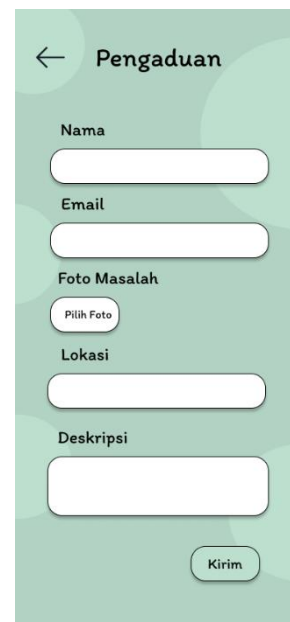 Pengaduan
Nama
Email
Foto Masalah
Pilih Foto
Lokasi
Deskripsi
Kirim